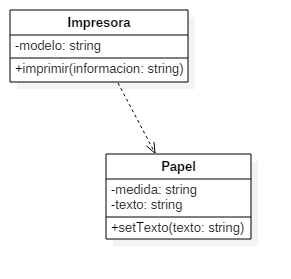 Impresora
-modelo: string
+imprimir(informacion: string)
Papel
-medida: string
-texto: string
+setTexto(texto: string)